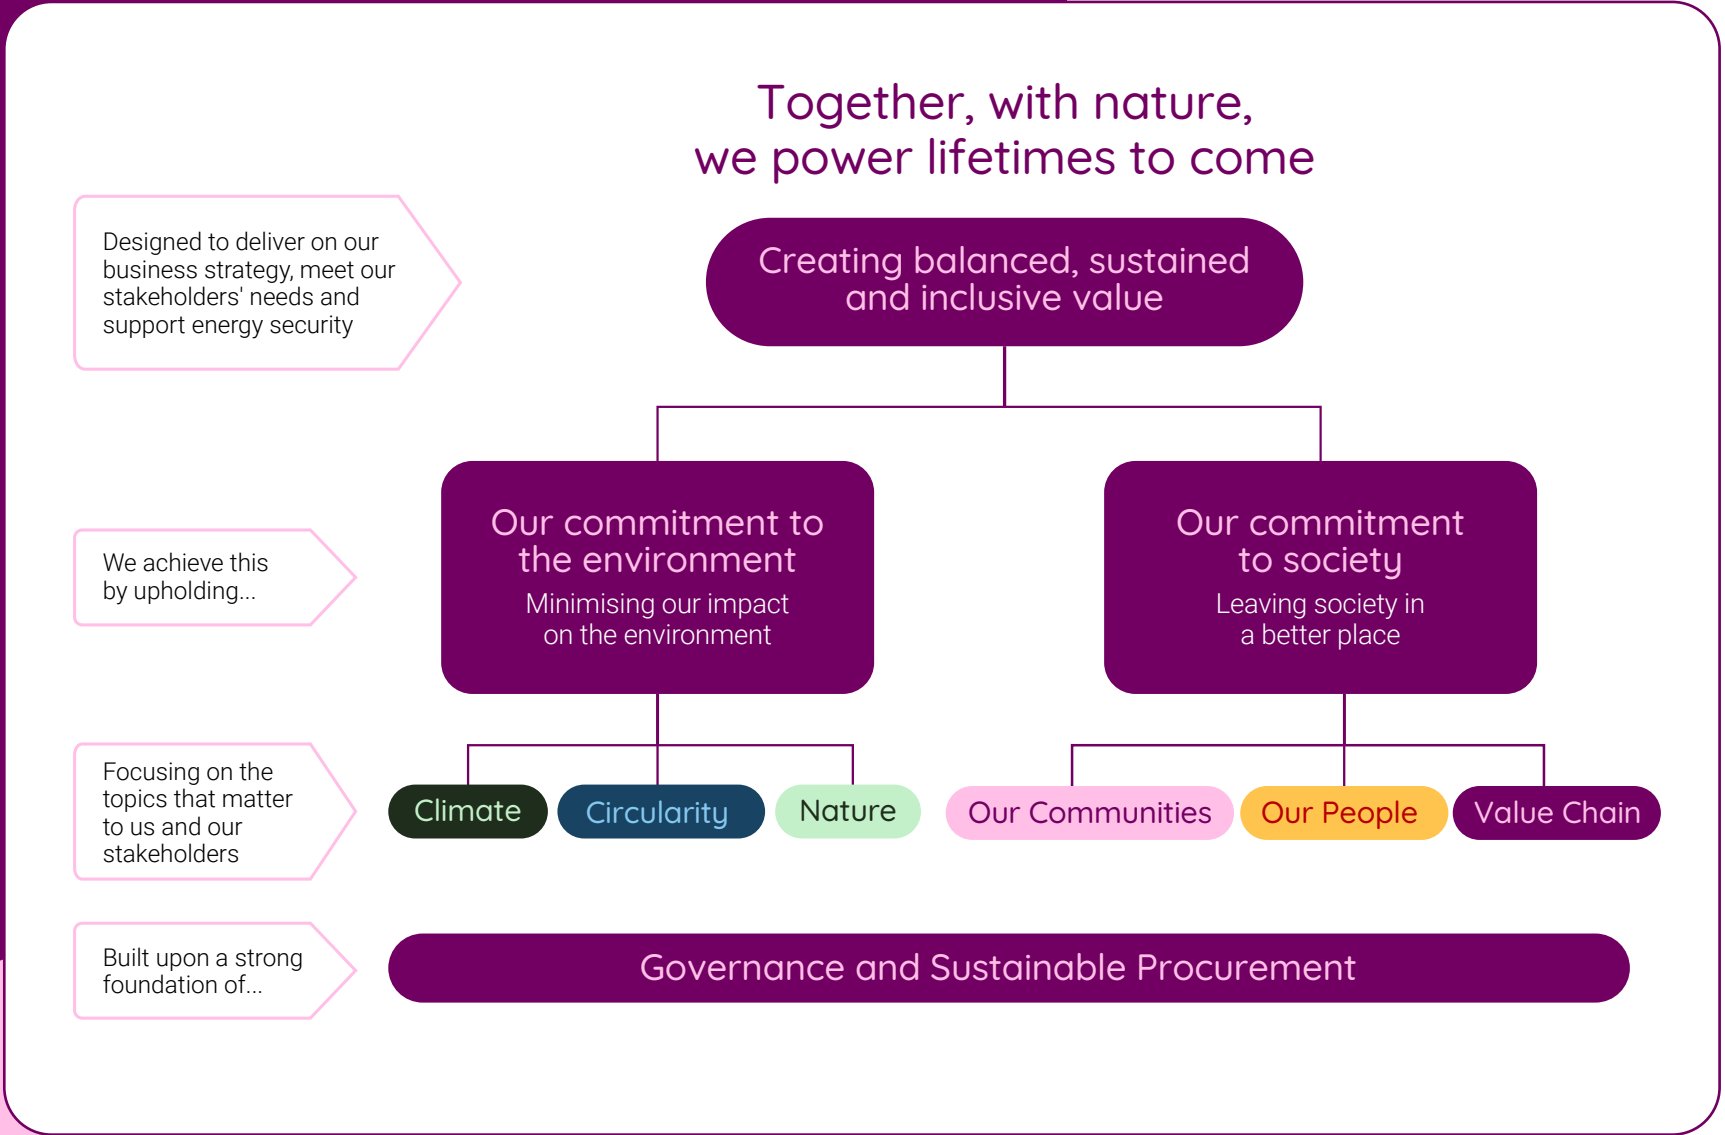 Together, with nature,
we power lifetimes to come
Designed to deliver on our
business strategy, meet our
stakeholders' needs and
support energy security
Creating balanced, sustained
and inclusive value
We achieve this
by upholding...
Our commitment to
the environment
Minimising our impact
on the environment
Our commitment
to society
Leaving society in
a better place
Focusing on the
topics that matter
to us and our
stakeholders
Climate
Circularity
Nature
Our Communities
Our People
Value Chain
Built upon a strong
foundation of...
Governance and Sustainable Procurement